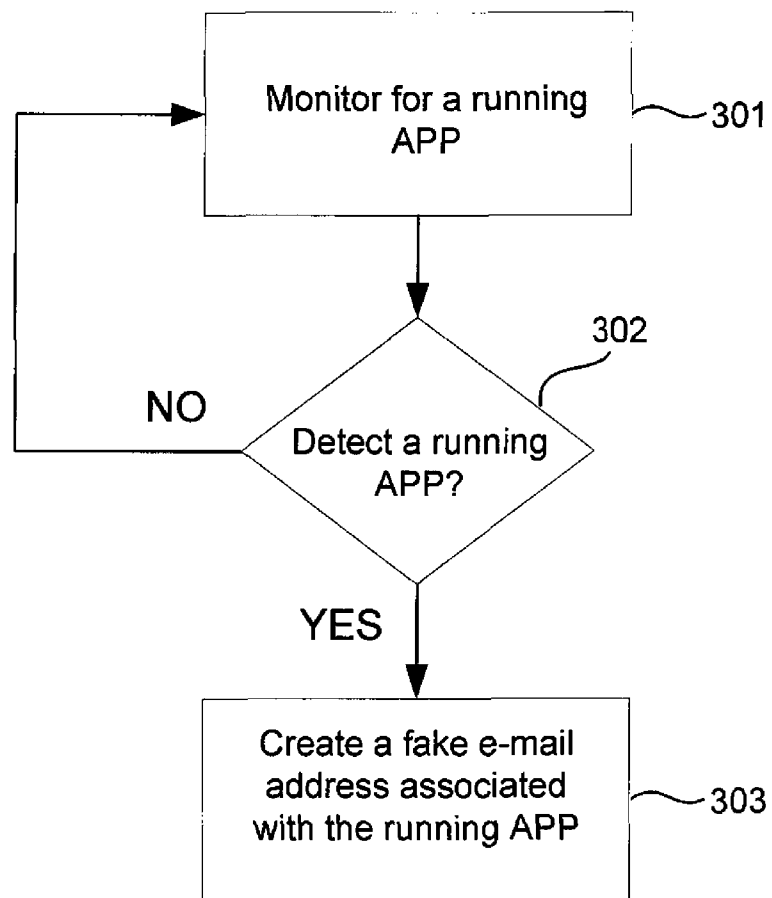 Monitor for a running
APP
301
302
NO
Detect a running
APP?
YES
Create a fake e-mail
address associated
with the running APP
303